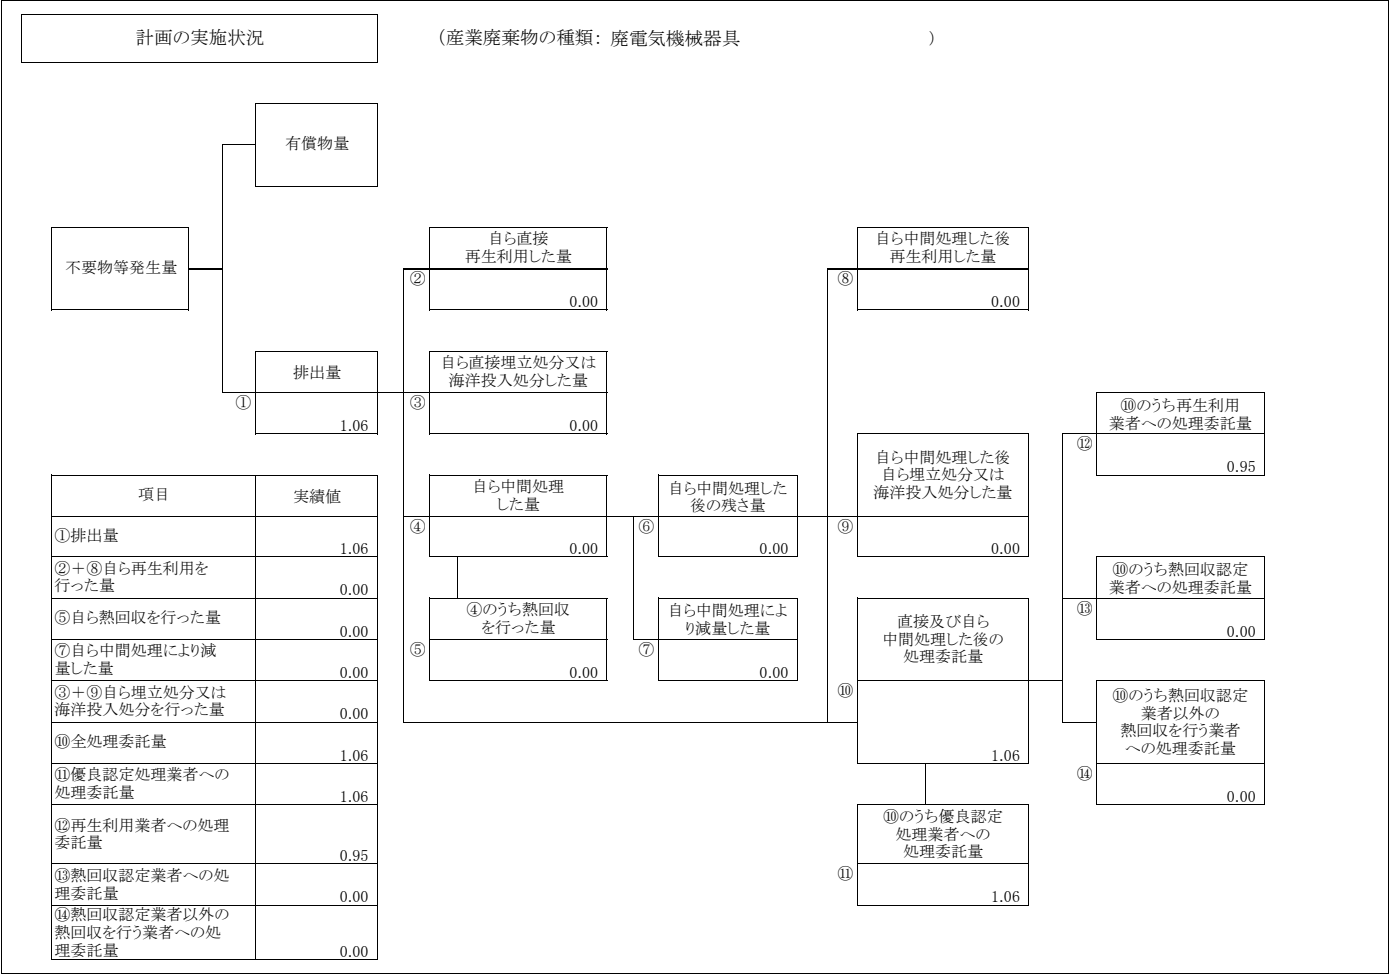 計画の実施状況
（産業廃棄物の種類： 廃電気機械器具 ）
有償物量
不要物等発生量
自ら直接
再生利用した量
②
0.00
自ら中間処理した後
再生利用した量
⑧
0.00
排出量
①
1.06
自ら直接埋立処分又は
海洋投入処分した量
③
0.00
⑩のうち再生利用
業者への処理委託量
⑫
0.95
自ら中間処理
した量
④
0.00
自ら中間処理した
後の残さ量
⑥
0.00
自ら中間処理した後
自ら埋立処分又は
海洋投入処分した量
⑨
0.00
⑩のうち熱回収認定
業者への処理委託量
⑬
0.00
④のうち熱回収
を行った量
⑤
0.00
自ら中間処理によ
り減量した量
⑦
0.00
直接及び自ら
中間処理した後の
処理委託量
⑩
1.06
⑩のうち熱回収認定
業者以外の
熱回収を行う業者
への処理委託量
⑭
0.00
⑩のうち優良認定
処理業者への
処理委託量
⑪
1.06
項目 実績値
①排出量
1.06
②＋⑧自ら再生利用を
行った量
0.00
⑤自ら熱回収を行った量
0.00
⑦自ら中間処理により減
量した量
0.00
③＋⑨自ら埋立処分又は
海洋投入処分を行った量
0.00
⑩全処理委託量
1.06
⑪優良認定処理業者への
処理委託量
1.06
⑫再生利用業者への処理
委託量
0.95
⑬熱回収認定業者への処
理委託量
0.00
⑭熱回収認定業者以外の
熱回収を行う業者への処
理委託量
0.00